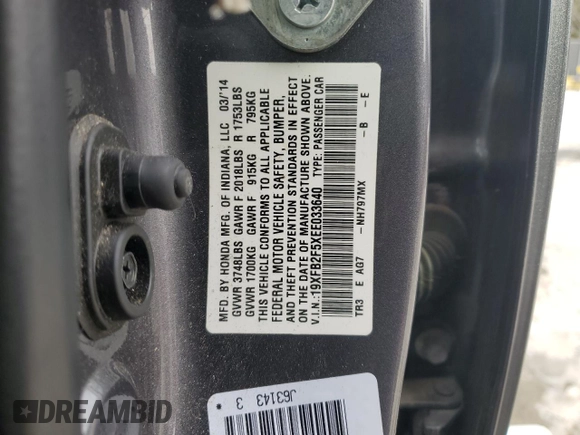 MFD. BY HONDA MFG. OF INDIANA, LLC 03/'14
GVWR 3748LBS GAWR F 2018LBS R 1753LBS
GVWR 1700KG GAWR F 915KG R 795KG
THIS VEHICLE CONFORMS TO ALL APPLICABLE
FEDERAL MOTOR VEHICLE SAFETY, BUMPER,
AND THEFT PREVENTION STANDARDS IN EFFECT
ON THE DATE OF MANUFACTURE SHOWN ABOVE.
V.I.N.:19XFB2F5XEE033640 TYPE: PASSENGER CAR
TR3 E AG7 -NH797MX -B -E
J63143 3
DREAMBID